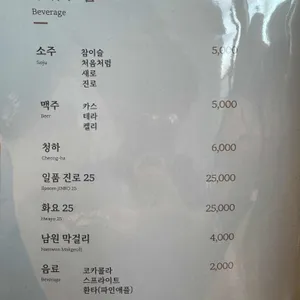 Beverage
소주 참이슬 5,000
Soju 처음처럼
새로
진로
맥주 카스 5,000
Beer 테라
켈리
청하 6,000
Cheong-ha
일품 진로 25 25,000
화요 25 25,000
Hwayo 25
남원 막걸리 4,000
Namwon Makgeolli
음료 코카콜라 2,000
Beverage 스프라이트
환타(파인애플)